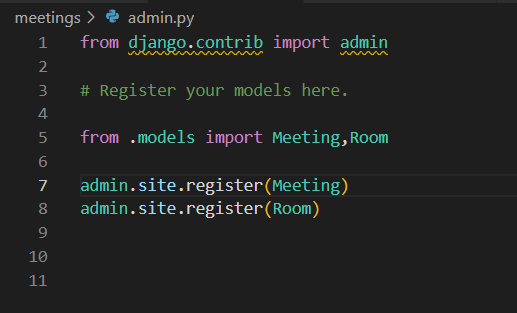 meetings > admin.py
1 from django.contrib import admin
2
3 # Register your models here.
4
5 from .models import Meeting,Room
6
7 admin.site.register(Meeting)
8 admin.site.register(Room)
9
10
11